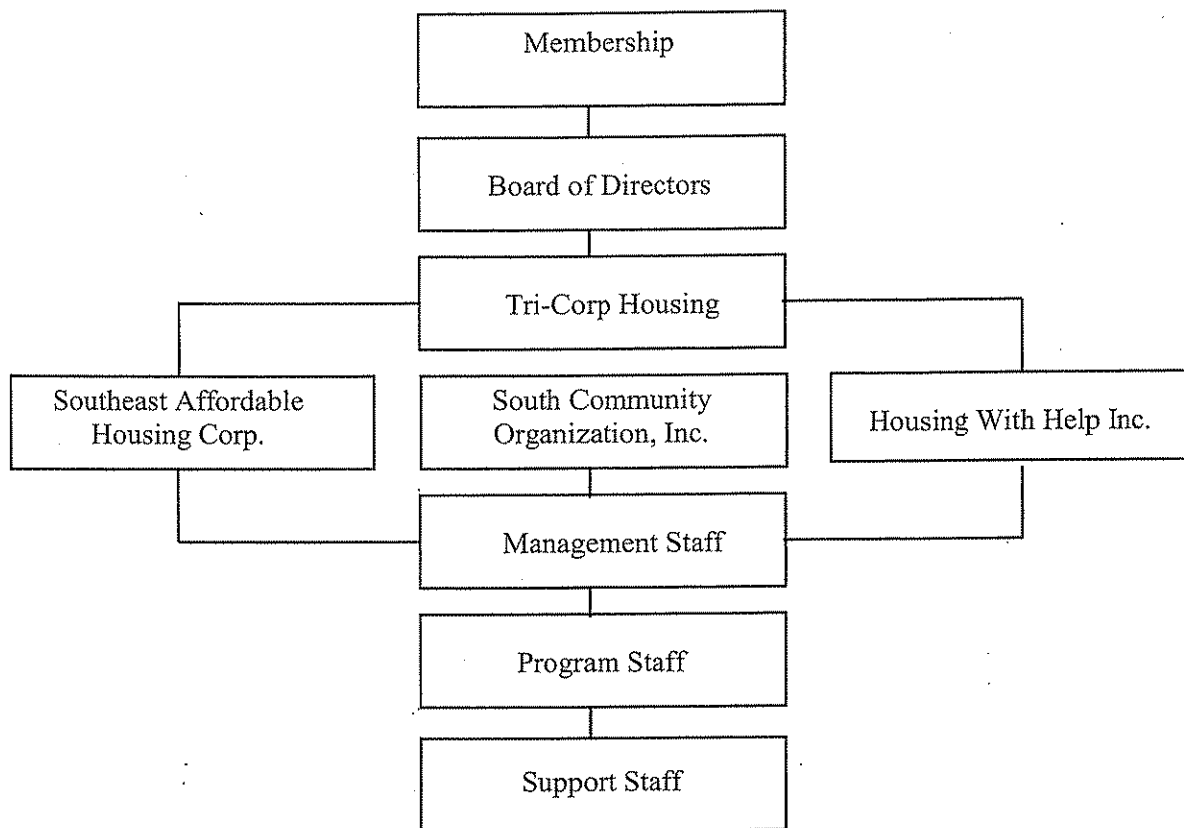 Membership
Board of Directors
Tri-Corp Housing
Southeast Affordable
Housing Corp.
South Community
Organization, Inc.
Housing With Help Inc.
Management Staff
Program Staff
Support Staff